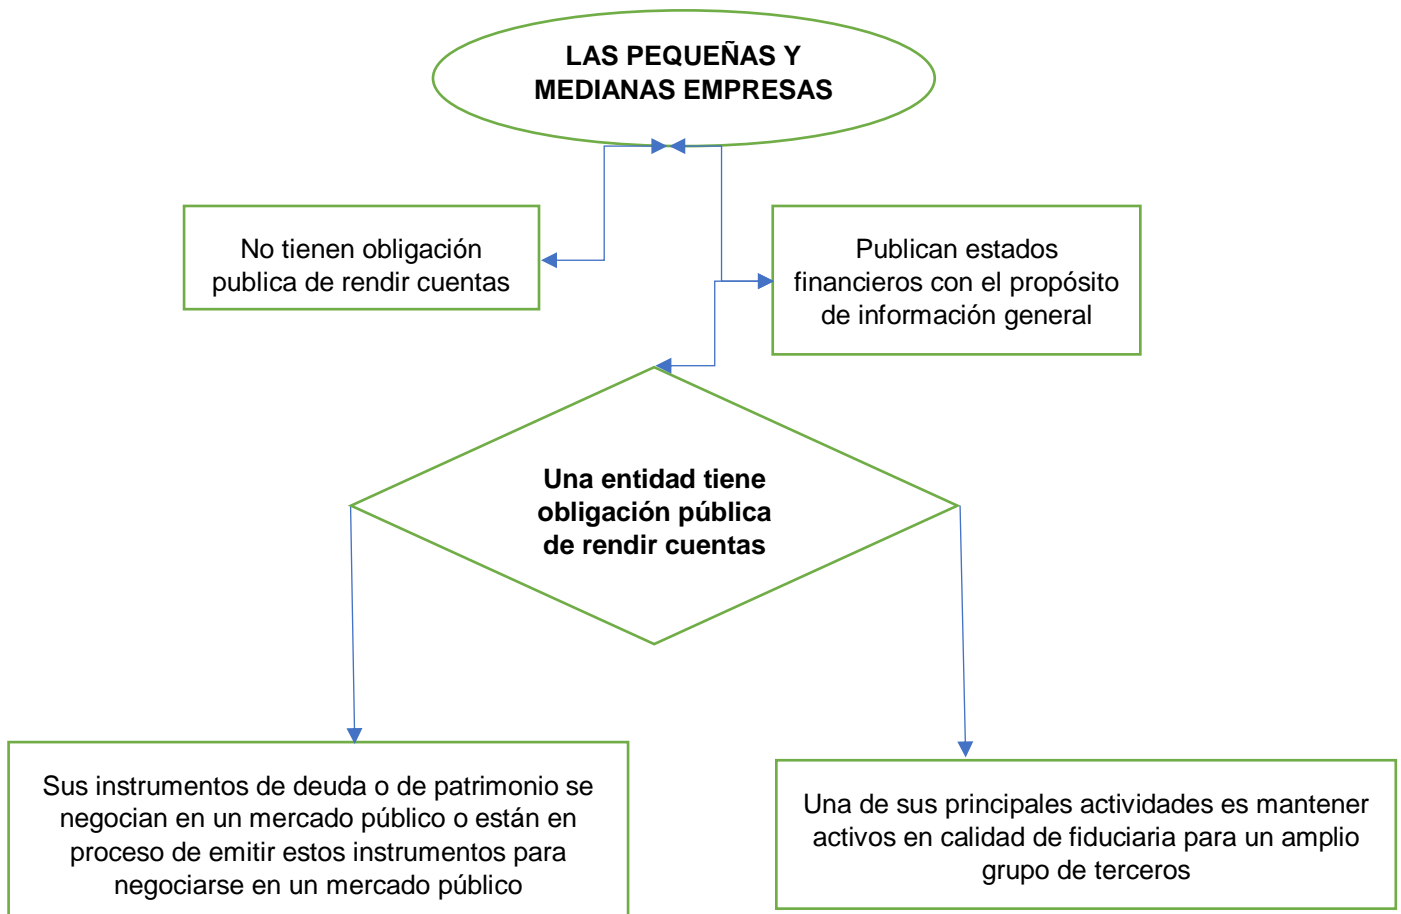 LAS PEQUEÑAS Y
MEDIANAS EMPRESAS
No tienen obligación
publica de rendir cuentas
Publican estados
financieros con el propósito
de información general
Una entidad tiene
obligación pública
de rendir cuentas
Sus instrumentos de deuda o de patrimonio se
negocian en un mercado público o están en
proceso de emitir estos instrumentos para
negociarse en un mercado público
Una de sus principales actividades es mantener
activos en calidad de fiduciaria para un amplio
grupo de terceros